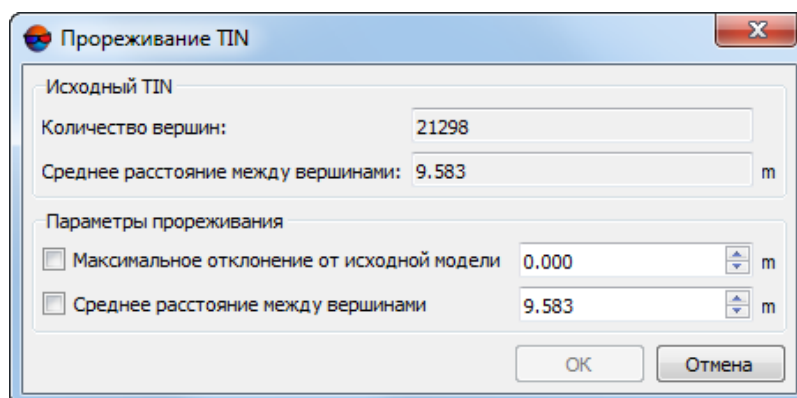 Прореживание TIN
Исходный TIN
Количество вершин: 21298
Среднее расстояние между вершинами: 9.583 m
Параметры прореживания
Максимальное отклонение от исходной модели 0.000 m
Среднее расстояние между вершинами 9.583 m
OK Отмена